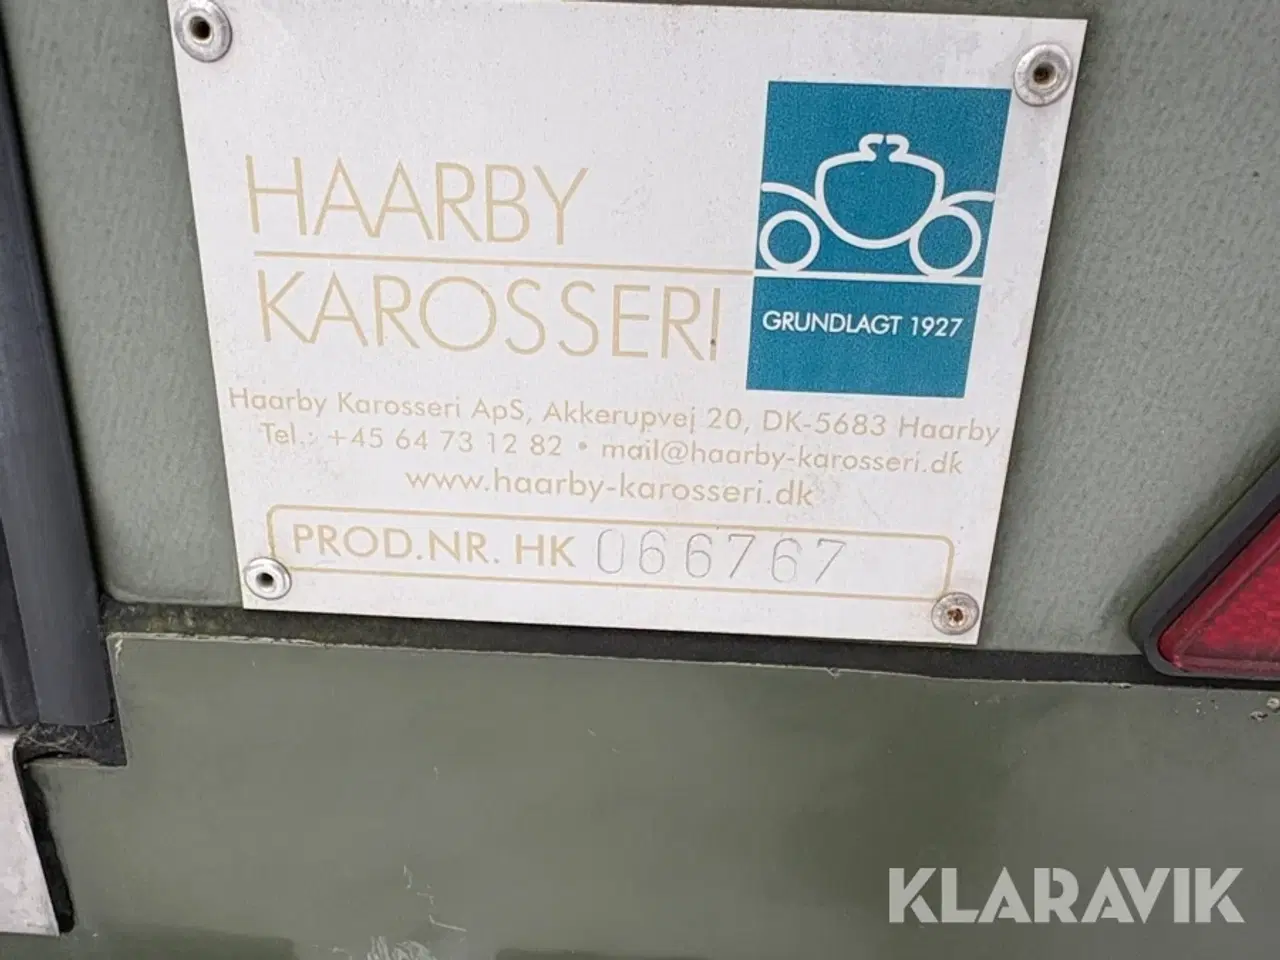 HAARBY
KAROSSERI
GRUNDLAGT 1927
Haarby Karosseri ApS, Akkerupvej 20, DK-5683 Haarby
Tel.: +45 64 73 12 82 • mail@haarby-karosseri.dk
www.haarby-karosseri.dk
PROD.NR. HK 066767
KLARAVIK